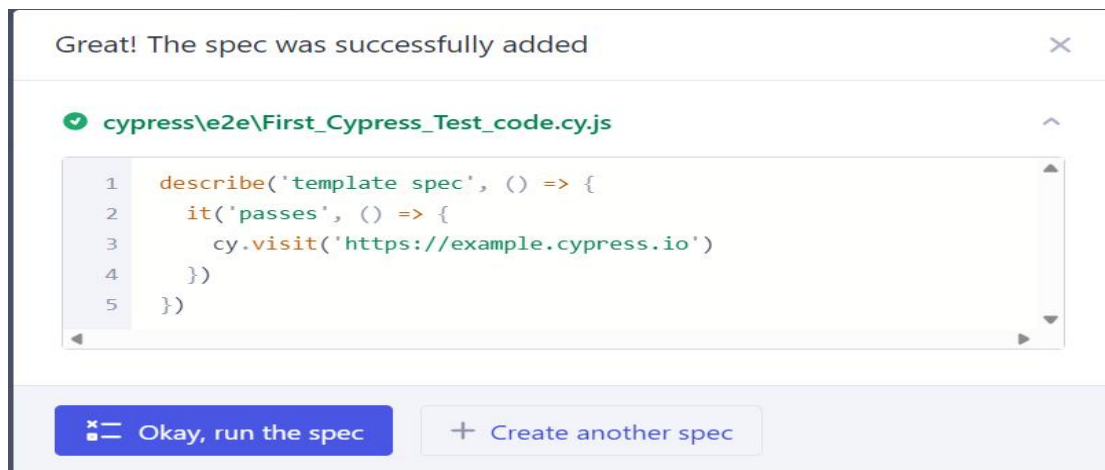 Great! The spec was successfully added
cypress\e2e\First_Cypress_Test_code.cy.js
1 describe('template spec', () => {
2 it('passes', () => {
3 cy.visit('https://example.cypress.io')
4 })
5 })
Okay, run the spec
+ Create another spec